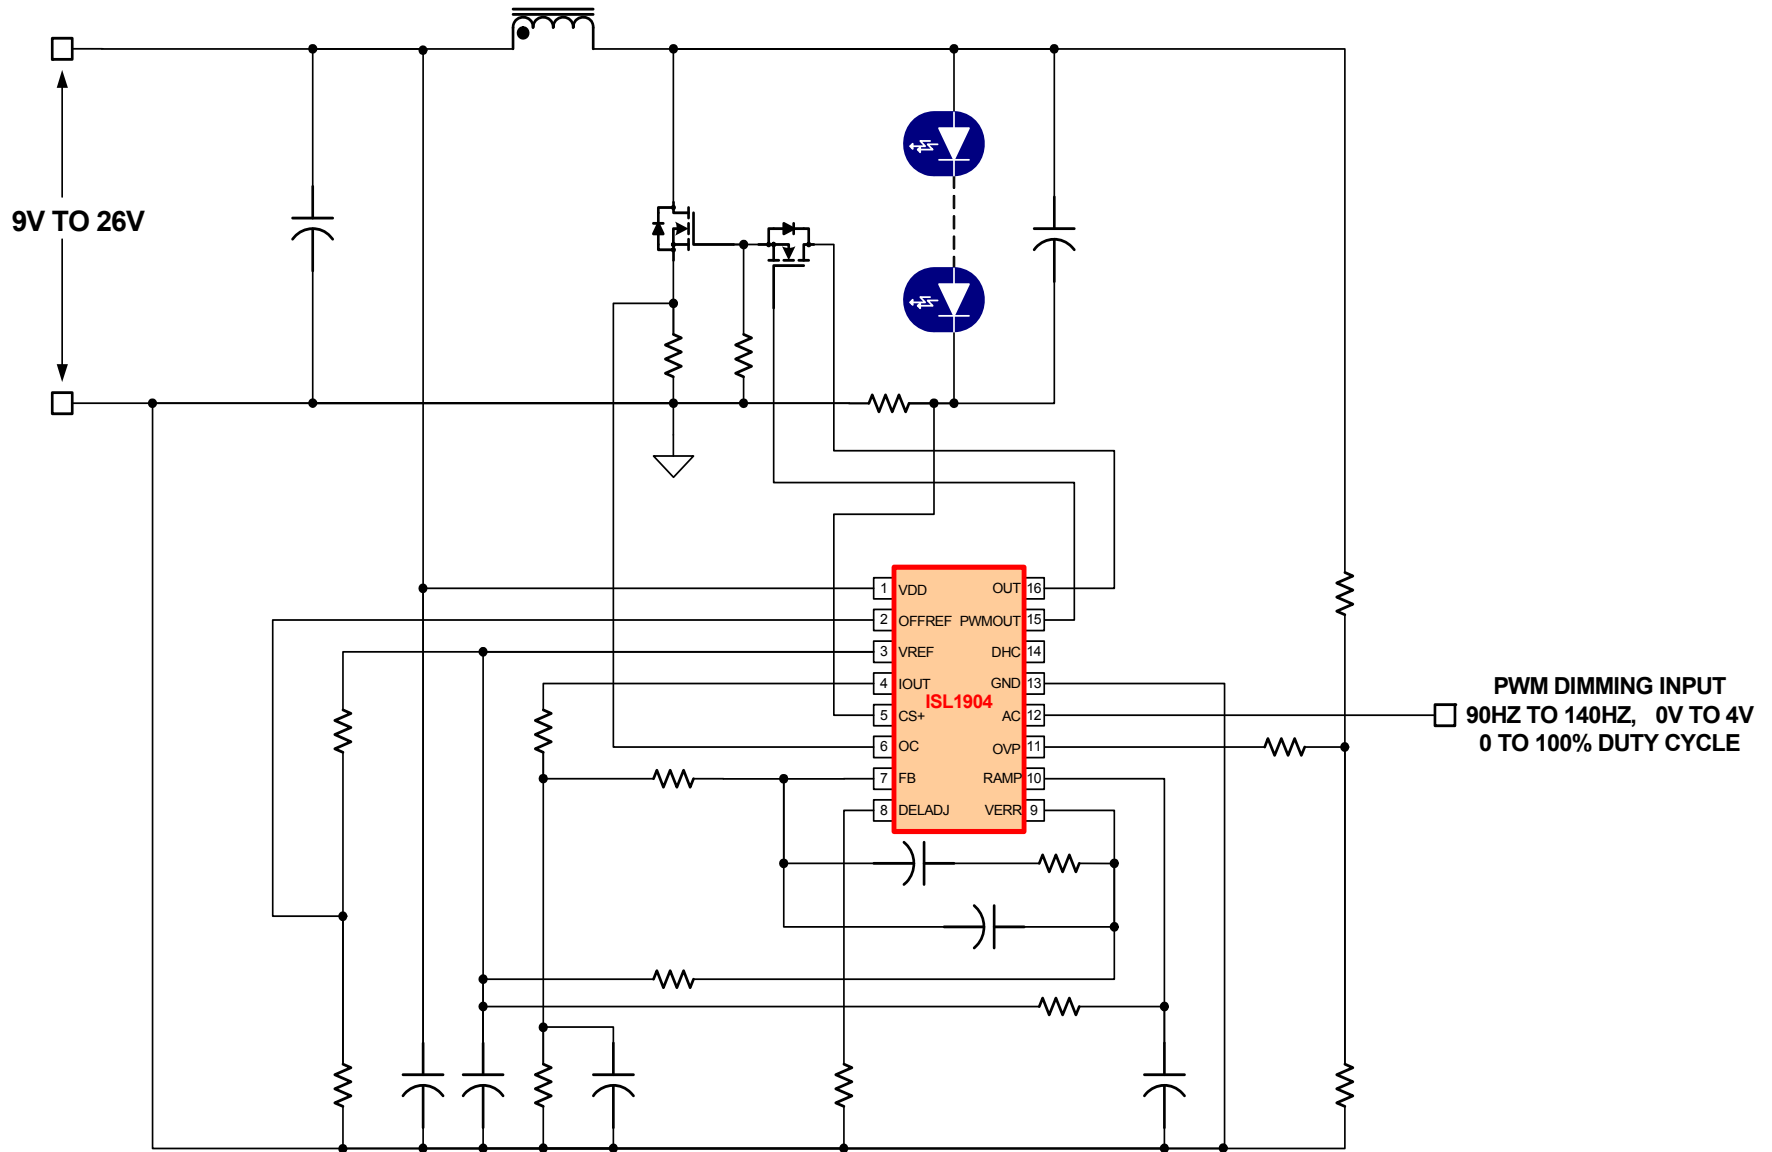 9V TO 26V
1 VDD
2 OFFREF
3 VREF
4 IOUT
5 CS+
6 OC
7 FB
8 DELADJ
ISL1904
OUT 16
PWMOUT 15
DHC 14
GND 13
AC 12
OVP 11
RAMP 10
VERR 9
PWM DIMMING INPUT
90HZ TO 140HZ, 0V TO 4V
0 TO 100% DUTY CYCLE